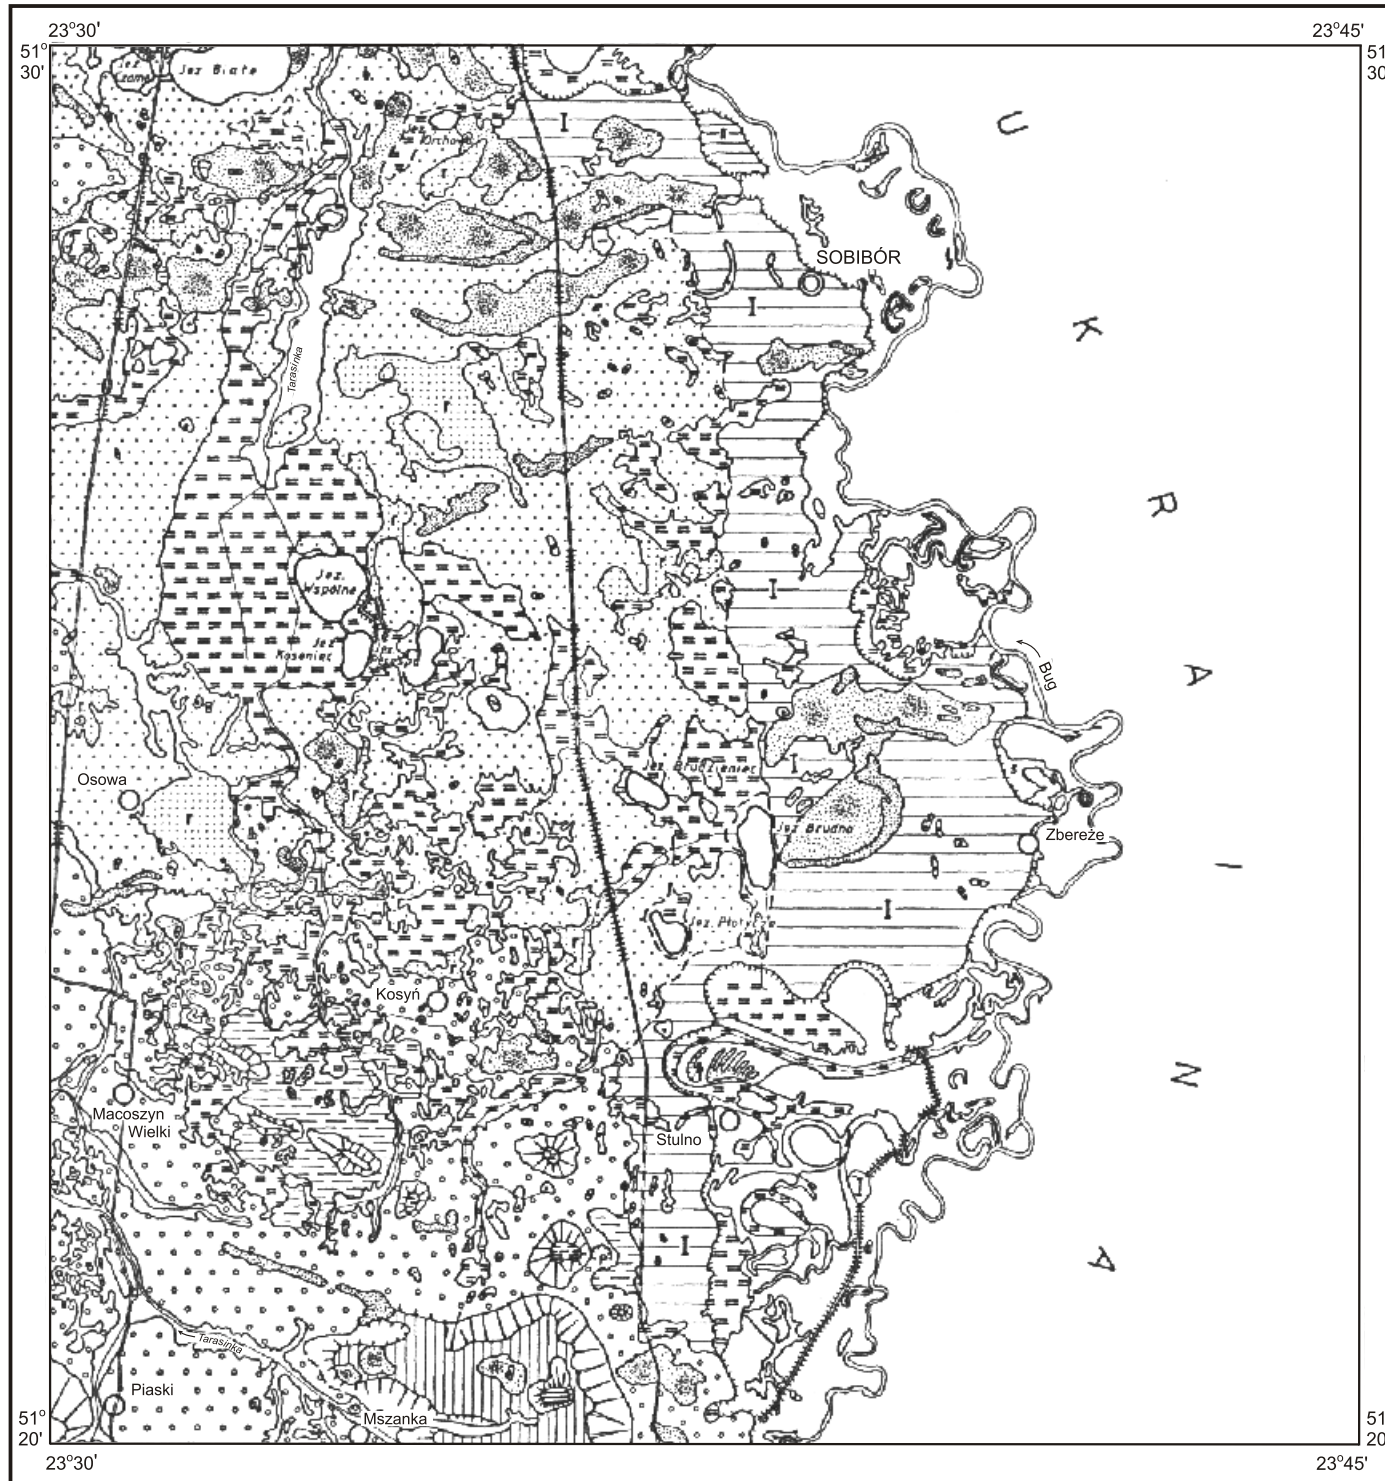 23°30'
23°45'
51°
30'
51
30
Jez
Jez Białe
Jez
U
SOBIBÓR
I
I
K
Tarasinka
r
R
Jez.
Wspólne
I
Jez
Koseniec
Bug
A
Osowa
Jez Brudzieniec
I
r
Jez Brudno
Zbereże
I
I
Kosyń
N
Macoszyn
Wielki
Stulno
I
I
A
Tarasinka
Piaski
Mszanka
51°
20'
51
20
23°30'
23°45'